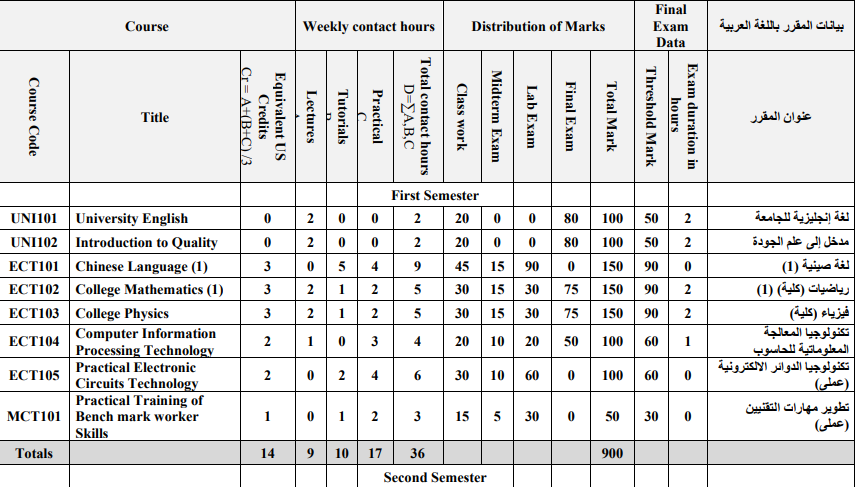 Course Weekly contact hours Distribution of Marks Final Exam Data بيانات المقرر باللغة العربية
Course Code Title Equivalent US Credits Cr = A+(B+C) /3 Lectures Tutorials Practical C Total contact hours D=∑A,B,C Class work Midterm Exam Lab Exam Final Exam Total Mark Threshold Mark Exam duration in hours عنوان المقرر
First Semester
UNI101 University English 0 2 0 0 2 20 0 0 80 100 50 2 لغة إنجليزية للجامعة
UNI102 Introduction to Quality 0 2 0 0 2 20 0 0 80 100 50 2 مدخل إلى علم الجودة
ECT101 Chinese Language (1) 3 0 5 4 9 45 15 90 0 150 90 0 لغة صينية (1)
ECT102 College Mathematics (1) 3 2 1 2 5 30 15 30 75 150 90 2 رياضيات (كلية) (1)
ECT103 College Physics 3 2 1 2 5 30 15 30 75 150 90 2 فيزياء (كلية)
ECT104 Computer Information Processing Technology 2 1 0 3 4 20 10 20 50 100 60 1 تكنولوجيا المعالجة المعلوماتية للحاسوب
ECT105 Practical Electronic Circuits Technology 2 0 2 4 6 30 10 60 0 100 60 0 تكنولوجيا الدوائر الالكترونية (عملى)
MCT101 Practical Training of Bench mark worker Skills 1 0 1 2 3 15 5 30 0 50 30 0 تطوير مهارات التقنيين (عملى)
Totals 14 9 10 17 36 900
Second Semester